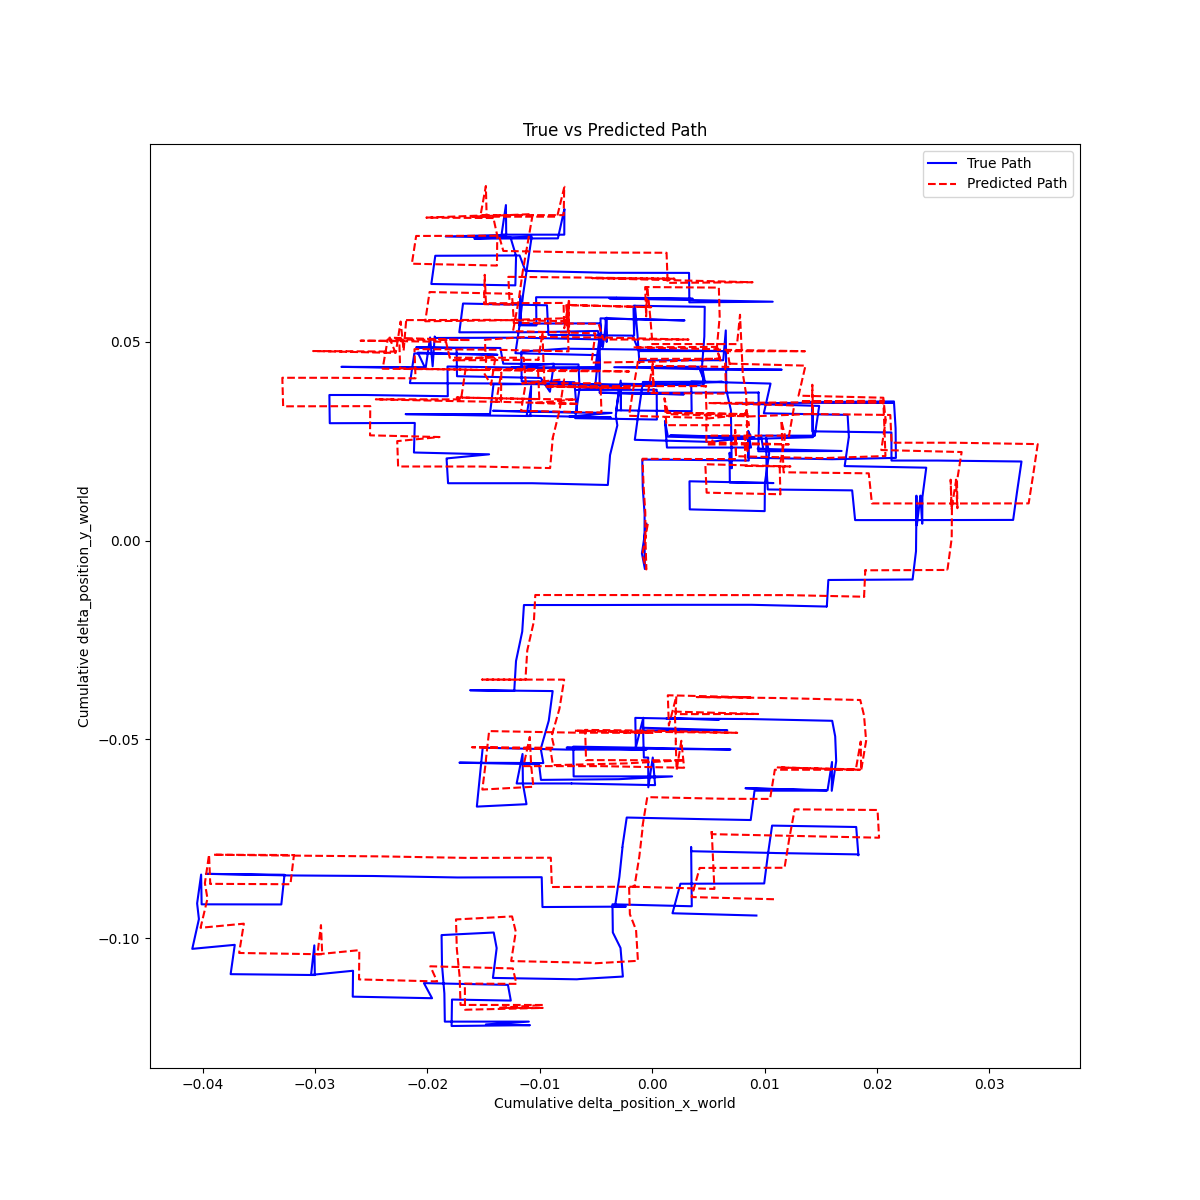 True vs Predicted Path
True Path
Predicted Path
0.05
0.00
−0.05
−0.10
Cumulative delta_position_y_world
−0.04 −0.03 −0.02 −0.01 0.00 0.01 0.02 0.03
Cumulative delta_position_x_world